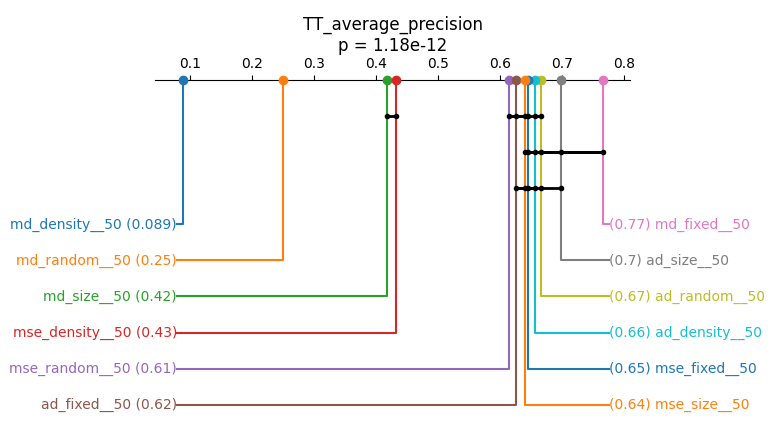 TT_average_precision
p = 1.18e-12
0.1 0.2 0.3 0.4 0.5 0.6 0.7 0.8
md_density__50 (0.089) (0.77) md_fixed__50
md_random__50 (0.25) (0.7) ad_size__50
md_size__50 (0.42) (0.67) ad_random__50
mse_density__50 (0.43) (0.66) ad_density__50
mse_random__50 (0.61) (0.65) mse_fixed__50
ad_fixed__50 (0.62) (0.64) mse_size__50